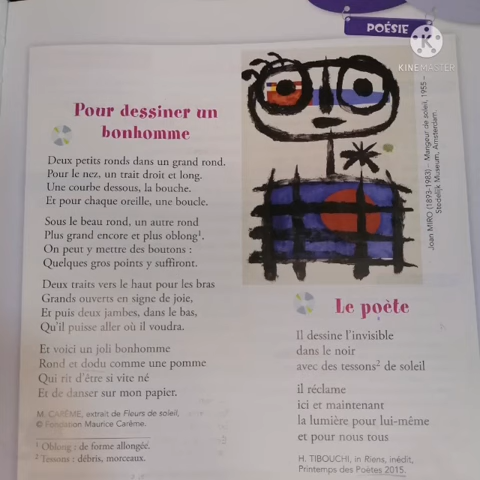 POÉSIE
KINEMASTER
Pour dessiner un
bonhomme
Deux petits ronds dans un grand rond.
Pour le nez, un trait droit et long.
Une courbe dessous, la bouche.
Et pour chaque oreille, une boucle.
Sous le beau rond, un autre rond
Plus grand encore et plus oblong¹.
On peut y mettre des boutons :
Quelques gros points y suffiront.
Deux traits vers le haut pour les bras
Grands ouverts en signe de joie,
Et puis deux jambes, dans le bas,
Qu'il puisse aller où il voudra.
Et voici un joli bonhomme
Rond et dodu comme une pomme
Qui rit d'être si vite né
Et de danser sur mon papier.
M. CARÊME, extrait de Fleurs de soleil,
© Fondation Maurice Carême.
¹ Oblong : de forme allongée.
² Tessons : débris, morceaux.
Joan MIRO (1893-1983) - Mangeur de soleil, 1955 -
Stedelijk Museum, Amsterdam.
Le poète
Il dessine l'invisible
dans le noir
avec des tessons² de soleil
il réclame
ici et maintenant
la lumière pour lui-même
et pour nous tous
H. TIBOUCHI, in Riens, inédit,
Printemps des Poètes 2015.